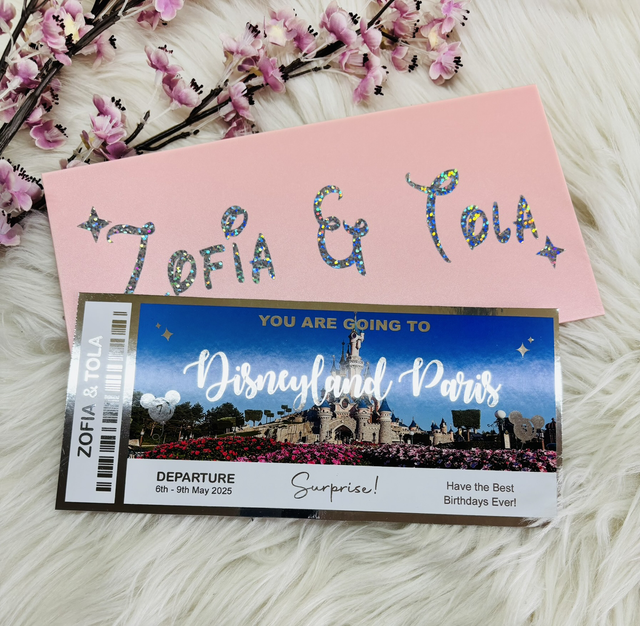 Zofia & Tola
YOU ARE GOING TO
Disneyland Paris
ZOFIA & TOLA
7
DEPARTURE
6th - 9th May 2025
Surprise!
Have the Best
Birthdays Ever!